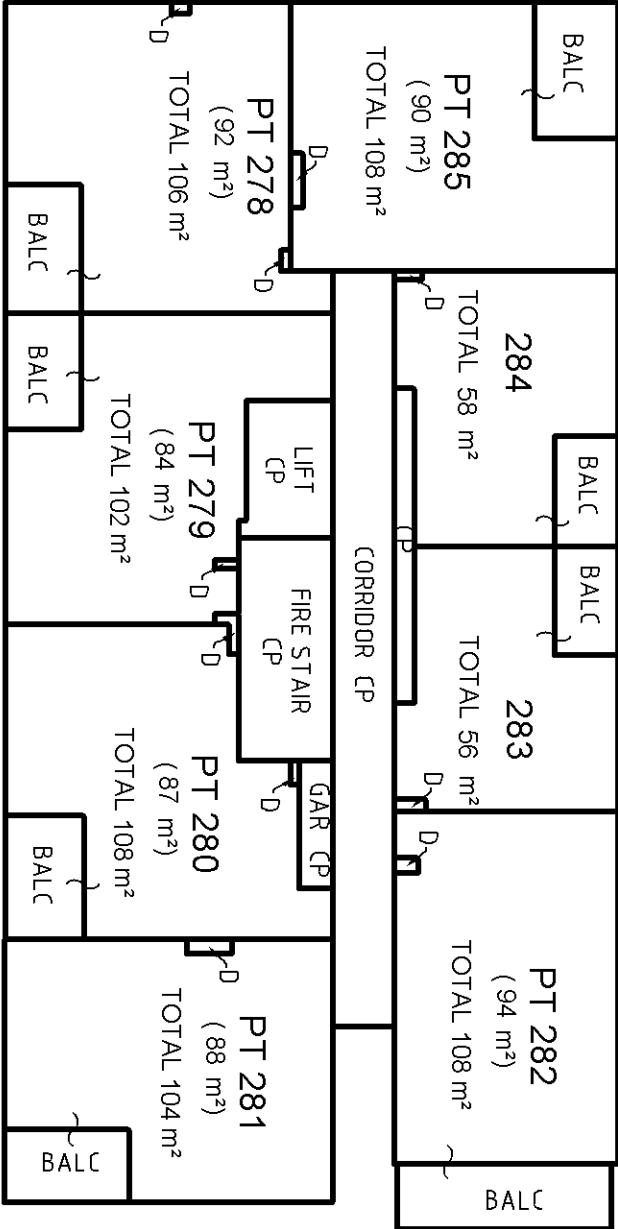 D
PT 278
(92 m²)
TOTAL 106 m²
BALC
D
D
PT 285
(90 m²)
TOTAL 108 m²
BALC
284
TOTAL 58 m²
D
BALC
CP
BALC
283
TOTAL 56 m²
D
D
PT 282
(94 m²)
TOTAL 108 m²
BALC
CORRIDOR CP
LIFT
CP
FIRE STAIR
CP
GAR CP
BALC
PT 279
(84 m²)
TOTAL 102 m²
D
D
D
PT 280
(87 m²)
TOTAL 108 m²
BALC
D
PT 281
(88 m²)
TOTAL 104 m²
BALC